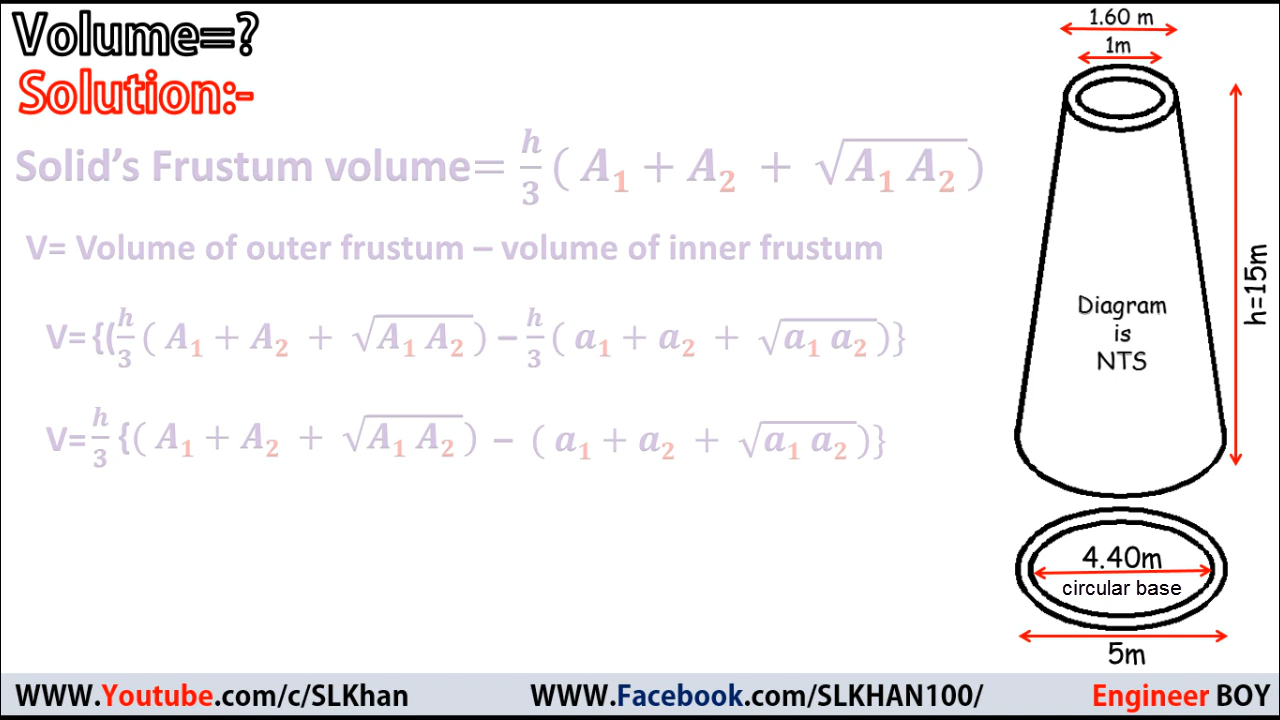 Volume=?
Solution:-
Solid's Frustum volume= h/3 ( A₁ + A₂ + √A₁ A₂ )
V= Volume of outer frustum – volume of inner frustum
V= {( h/3 ( A₁ + A₂ + √A₁ A₂ ) – h/3 ( a₁ + a₂ + √a₁ a₂ )}
V= h/3 {( A₁ + A₂ + √A₁ A₂ ) – ( a₁ + a₂ + √a₁ a₂ )}
1.60 m
1m
h=15m
Diagram
is
NTS
4.40m
circular base
5m
WWW.Youtube.com/c/SLKhan
WWW.Facebook.com/SLKHAN100/
Engineer BOY